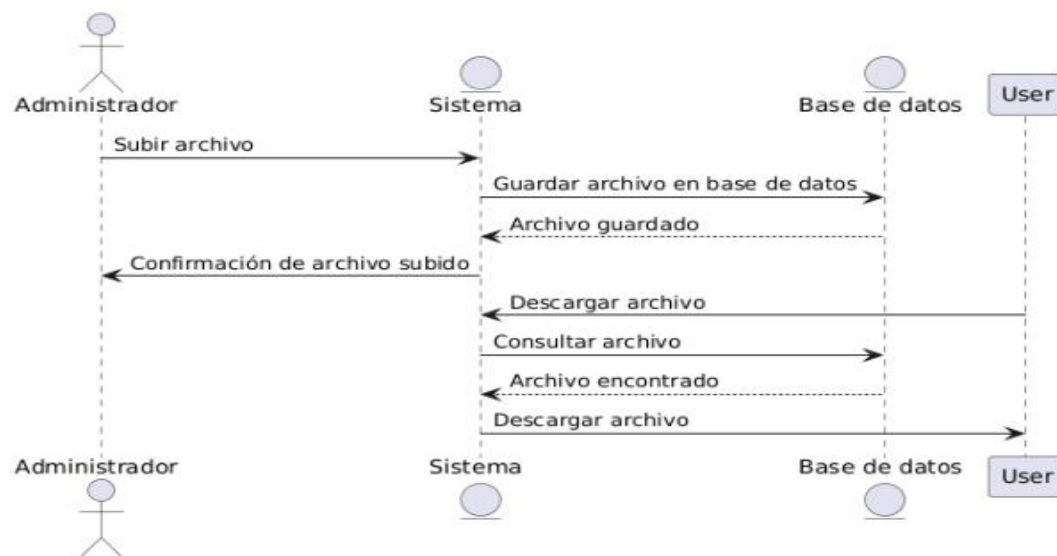 Administrador
Sistema
Base de datos
User
Subir archivo
Guardar archivo en base de datos
Archivo guardado
Confirmación de archivo subido
Descargar archivo
Consultar archivo
Archivo encontrado
Descargar archivo
Administrador
Sistema
Base de datos
User